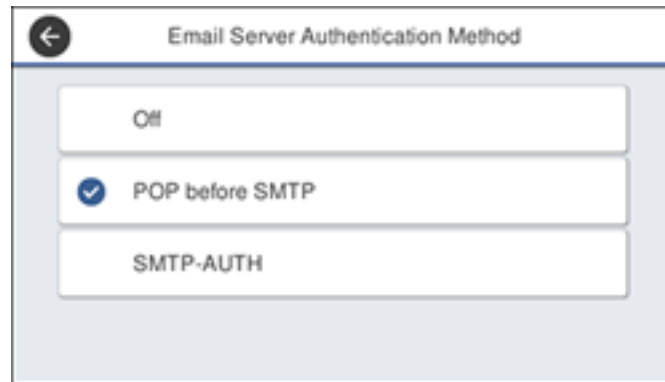 Email Server Authentication Method
Off
POP before SMTP
SMTP-AUTH